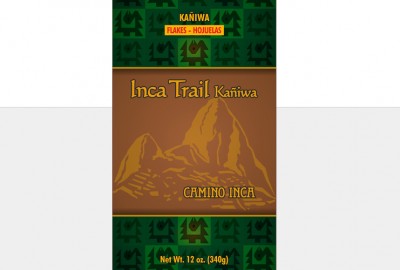 KAÑIWA
FLAKES - HOJUELAS
Inca Trail Kañiwa
CAMINO INCA
Net Wt. 12 oz. (340g)